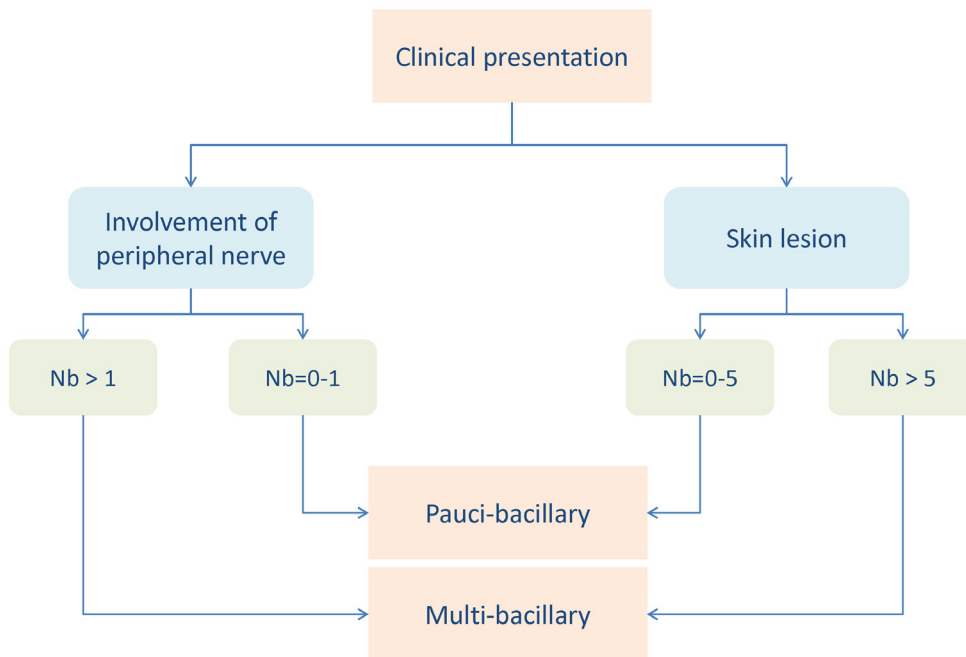 Clinical presentation
Involvement of
peripheral nerve
Skin lesion
Nb > 1
Nb=0-1
Nb=0-5
Nb > 5
Pauci-bacillary
Multi-bacillary